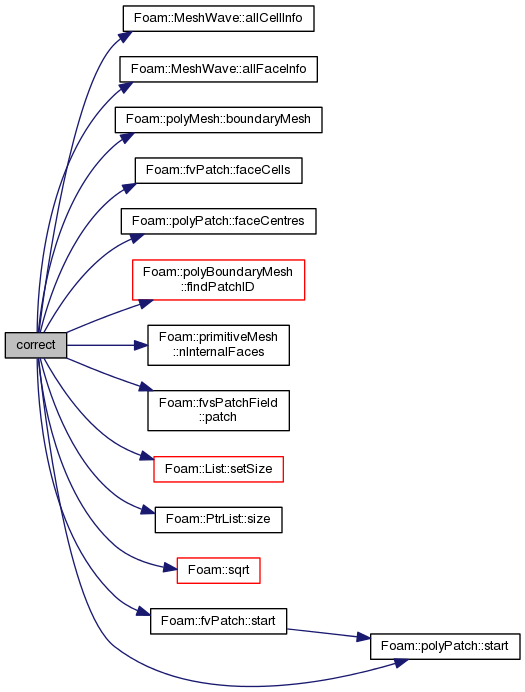 Foam::MeshWave::allCellInfo
Foam::MeshWave::allFaceInfo
Foam::polyMesh::boundaryMesh
Foam::fvPatch::faceCells
Foam::polyPatch::faceCentres
Foam::polyBoundaryMesh
::findPatchID
correct
Foam::primitiveMesh
::nInternalFaces
Foam::fvsPatchField
::patch
Foam::List::setSize
Foam::PtrList::size
Foam::sqrt
Foam::fvPatch::start
Foam::polyPatch::start